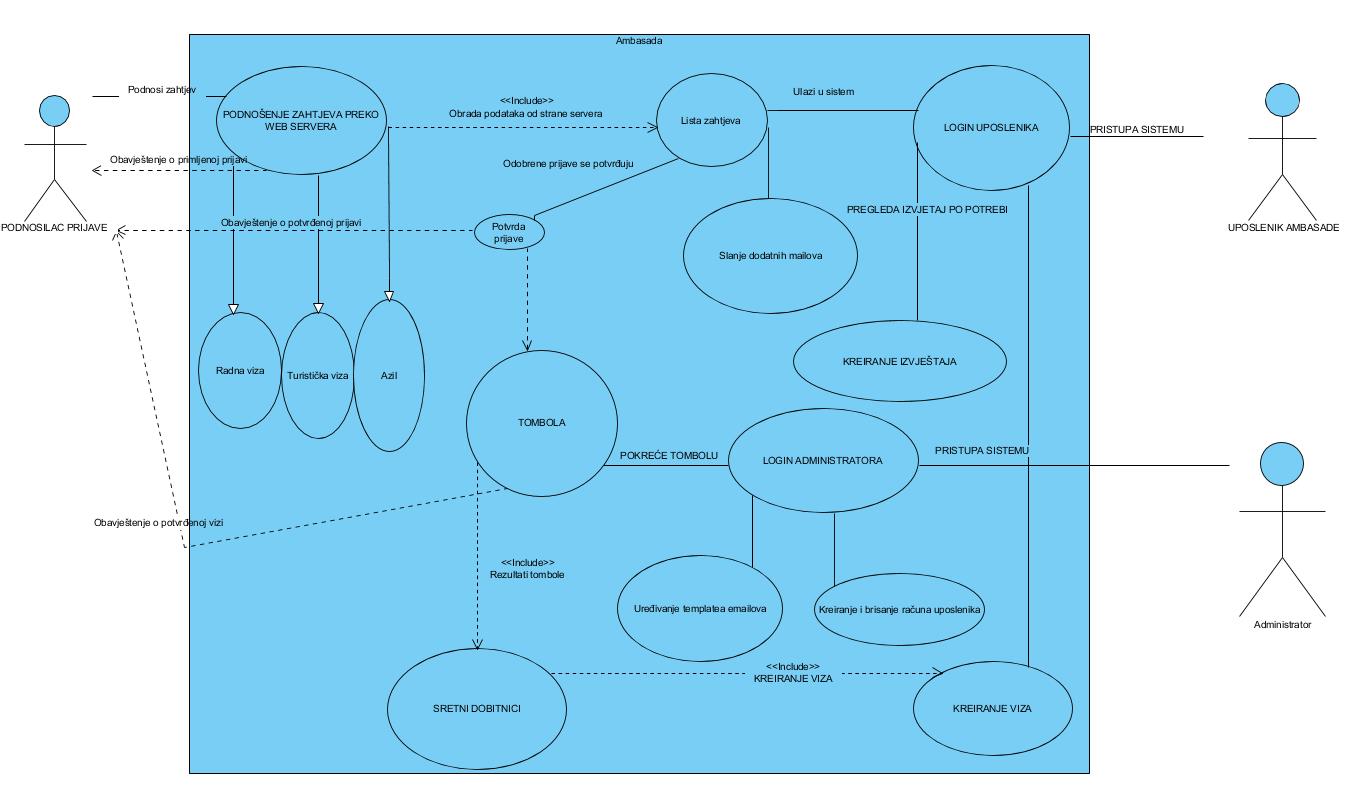 Ambasada
Podnosi zahtjev
PODNOŠENJE ZAHTJEVA PREKO
WEB SERVERA
<<Include>>
Obrada podataka od strane servera
Lista zahtjeva
Ulazi u sistem
LOGIN UPOSLENIKA
PRISTUPA SISTEMU
Obavještenje o primljenoj prijavi
Odobrene prijave se potvrđuju
PODNOSILAC PRIJAVE
Obavještenje o potvrđenoj prijavi
Potvrda
prijave
PREGLEDA IZVJETAJ PO POTREBI
UPOSLENIK AMBASADE
Slanje dodatnih mailova
Radna viza
Turistička viza
Azil
KREIRANJE IZVJEŠTAJA
TOMBOLA
POKREĆE TOMBOLU
LOGIN ADMINISTRATORA
PRISTUPA SISTEMU
Obavještenje o potvrđenoj vizi
<<Include>>
Rezultati tombole
Uređivanje templatea emailova
Kreiranje i brisanje računa uposlenika
Administrator
<<Include>>
KREIRANJE VIZA
SRETNI DOBITNICI
KREIRANJE VIZA